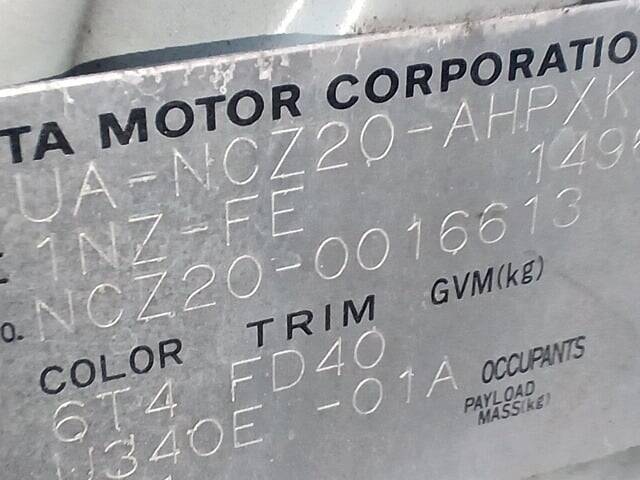 TA MOTOR CORPORATIO
UA-NCZ20-AHPXK
1NZ-FE 149
O. NCZ20-0016613
COLOR TRIM GVM(kg)
6T4 FD40
U340E -01A OCCUPANTS
PAYLOAD
MASS(kg)